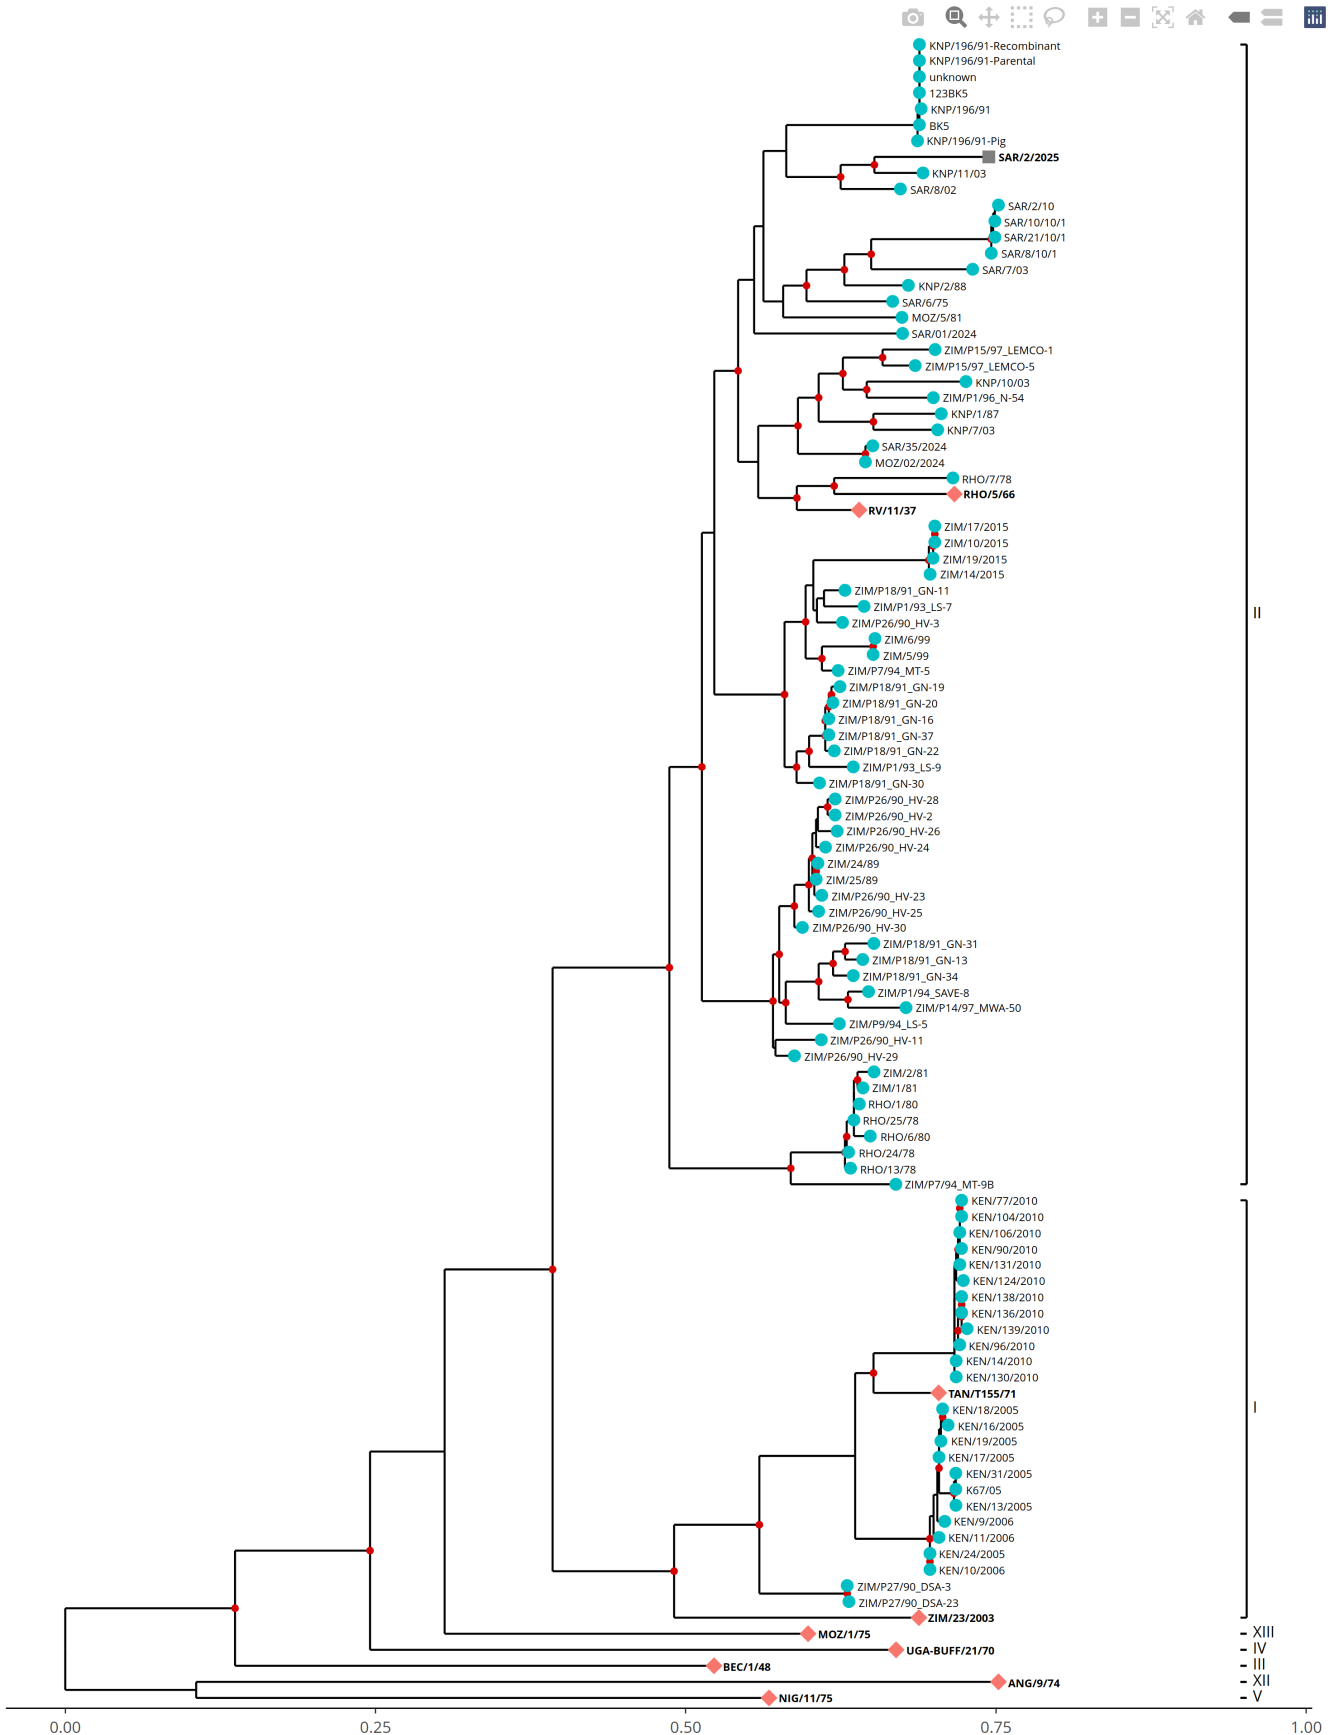 KNP/196/91-Recombinant
KNP/196/91-Parental
unknown
123BK5
KNP/196/91
BK5
KNP/196/91-Pig
SAR/2/2025
KNP/11/03
SAR/8/02
SAR/2/10
SAR/10/10/1
SAR/21/10/1
SAR/8/10/1
SAR/7/03
KNP/2/88
SAR/6/75
MOZ/5/81
SAR/01/2024
ZIM/P15/97_LEMCO-1
ZIM/P15/97_LEMCO-5
KNP/10/03
ZIM/P1/96_N-54
KNP/1/87
KNP/7/03
SAR/35/2024
MOZ/02/2024
RHO/7/78
RHO/5/66
RV/11/37
ZIM/17/2015
ZIM/10/2015
ZIM/19/2015
ZIM/14/2015
ZIM/P18/91_GN-11
ZIM/P1/93_LS-7
II
ZIM/P26/90_HV-3
ZIM/6/99
ZIM/5/99
ZIM/P7/94_MT-5
ZIM/P18/91_GN-19
ZIM/P18/91_GN-20
ZIM/P18/91_GN-16
ZIM/P18/91_GN-37
ZIM/P18/91_GN-22
ZIM/P1/93_LS-9
ZIM/P18/91_GN-30
ZIM/P26/90_HV-28
ZIM/P26/90_HV-2
ZIM/P26/90_HV-26
ZIM/P26/90_HV-24
ZIM/24/89
ZIM/25/89
ZIM/P26/90_HV-23
ZIM/P26/90_HV-25
ZIM/P26/90_HV-30
ZIM/P18/91_GN-31
ZIM/P18/91_GN-13
ZIM/P18/91_GN-34
ZIM/P1/94_SAVE-8
ZIM/P14/97_MWA-50
ZIM/P9/94_LS-5
ZIM/P26/90_HV-11
ZIM/P26/90_HV-29
ZIM/2/81
ZIM/1/81
RHO/1/80
RHO/25/78
RHO/6/80
RHO/24/78
RHO/13/78
ZIM/P7/94_MT-9B
KEN/77/2010
KEN/104/2010
KEN/106/2010
KEN/90/2010
KEN/131/2010
KEN/124/2010
KEN/138/2010
KEN/136/2010
KEN/139/2010
KEN/96/2010
KEN/14/2010
KEN/130/2010
TAN/T155/71
KEN/18/2005
I
KEN/16/2005
KEN/19/2005
KEN/17/2005
KEN/31/2005
K67/05
KEN/13/2005
KEN/9/2006
KEN/11/2006
KEN/24/2005
KEN/10/2006
ZIM/P27/90_DSA-3
ZIM/P27/90_DSA-23
ZIM/23/2003
MOZ/1/75 XIII
UGA-BUFF/21/70 IV
BEC/1/48 III
ANG/9/74 XII
NIG/11/75 V
0.00 0.25 0.50 0.75 1.00